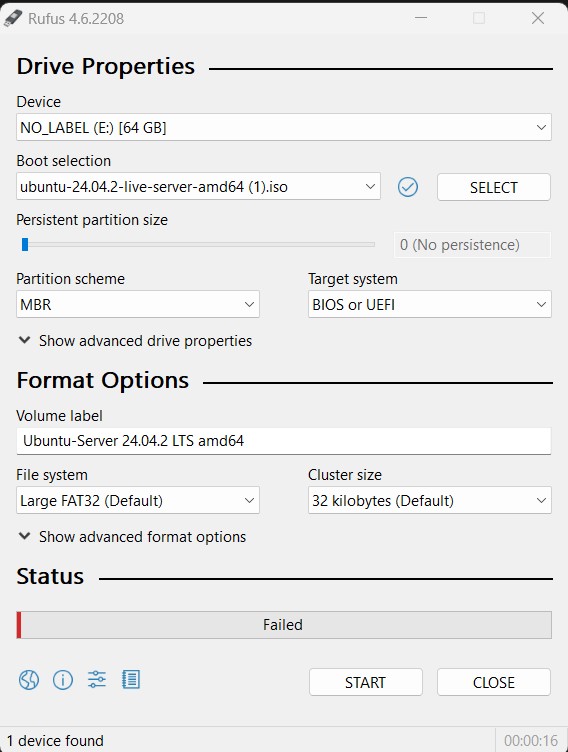 Rufus 4.6.2208
Drive Properties
Device
NO_LABEL (E:) [64 GB]
Boot selection
ubuntu-24.04.2-live-server-amd64 (1).iso
SELECT
Persistent partition size
0 (No persistence)
Partition scheme
Target system
MBR
BIOS or UEFI
Show advanced drive properties
Format Options
Volume label
Ubuntu-Server 24.04.2 LTS amd64
File system
Cluster size
Large FAT32 (Default)
32 kilobytes (Default)
Show advanced format options
Status
Failed
START
CLOSE
1 device found
00:00:16